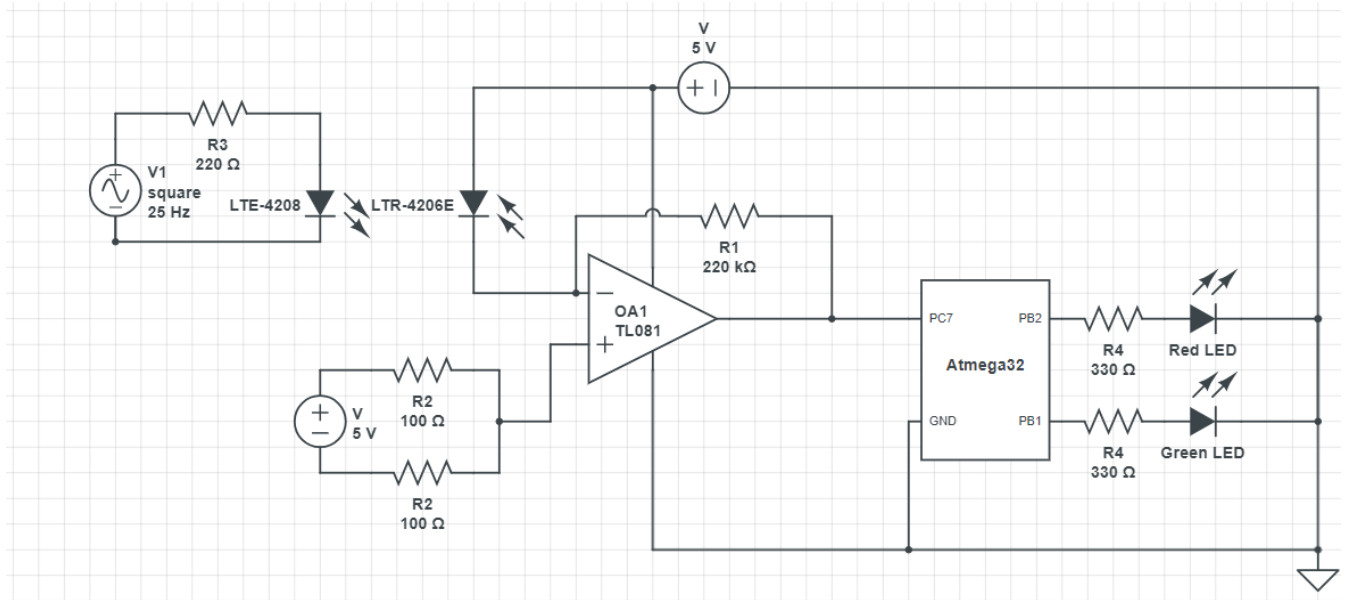 V
5 V
R3
220 Ω
V1
square
25 Hz
LTE-4208
LTR-4206E
R1
220 kΩ
OA1
TL081
R2
100 Ω
V
5 V
R2
100 Ω
PC7
PB2
Atmega32
GND
PB1
R4
330 Ω
Red LED
R4
330 Ω
Green LED